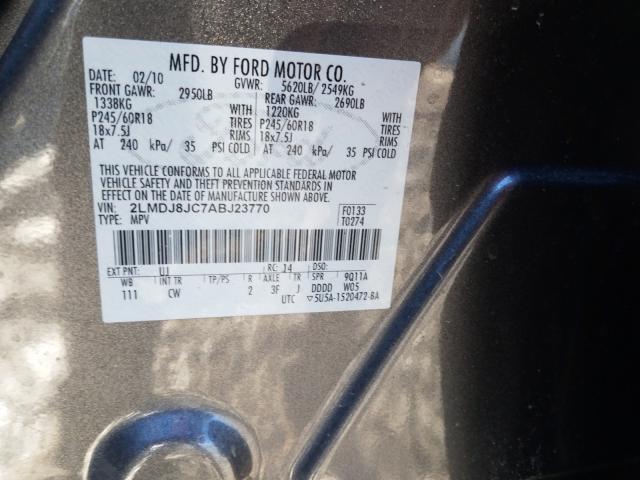 MFD. BY FORD MOTOR CO.
DATE: 02/10 GVWR: 5620LB/ 2549KG
FRONT GAWR: 2950LB REAR GAWR: 2690LB
1338KG WITH 1220KG WITH
P245/60R18 TIRES P245/60R18 TIRES
18x7.5J RIMS 18x7.5J RIMS
AT 240 kPa/ 35 PSI COLD AT 240 kPa/ 35 PSI COLD
THIS VEHICLE CONFORMS TO ALL APPLICABLE FEDERAL MOTOR
VEHICLE SAFETY AND THEFT PREVENTION STANDARDS IN
EFFECT ON THE DATE OF MANUFACTURE SHOWN ABOVE.
VIN: 2LMDJ8JC7ABJ23770 F0133
TYPE: MPV T0274
EXT PNT: UJ RC: 14 DSO:
WB INT TR TP/PS R AXLE TR SPR 9Q11A
111 CW 2 3F J DDDD W05
UTC ▽5U5A-1520472-BA